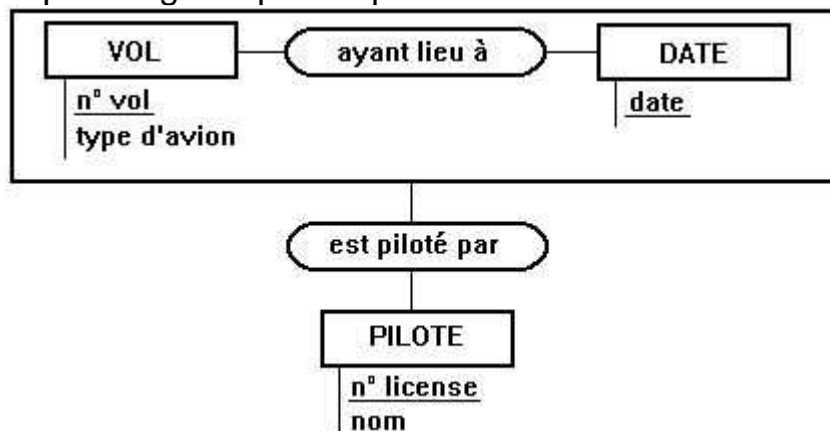 VOL ayant lieu à DATE
n° vol date
type d'avion
est piloté par
PILOTE
n° license
nom